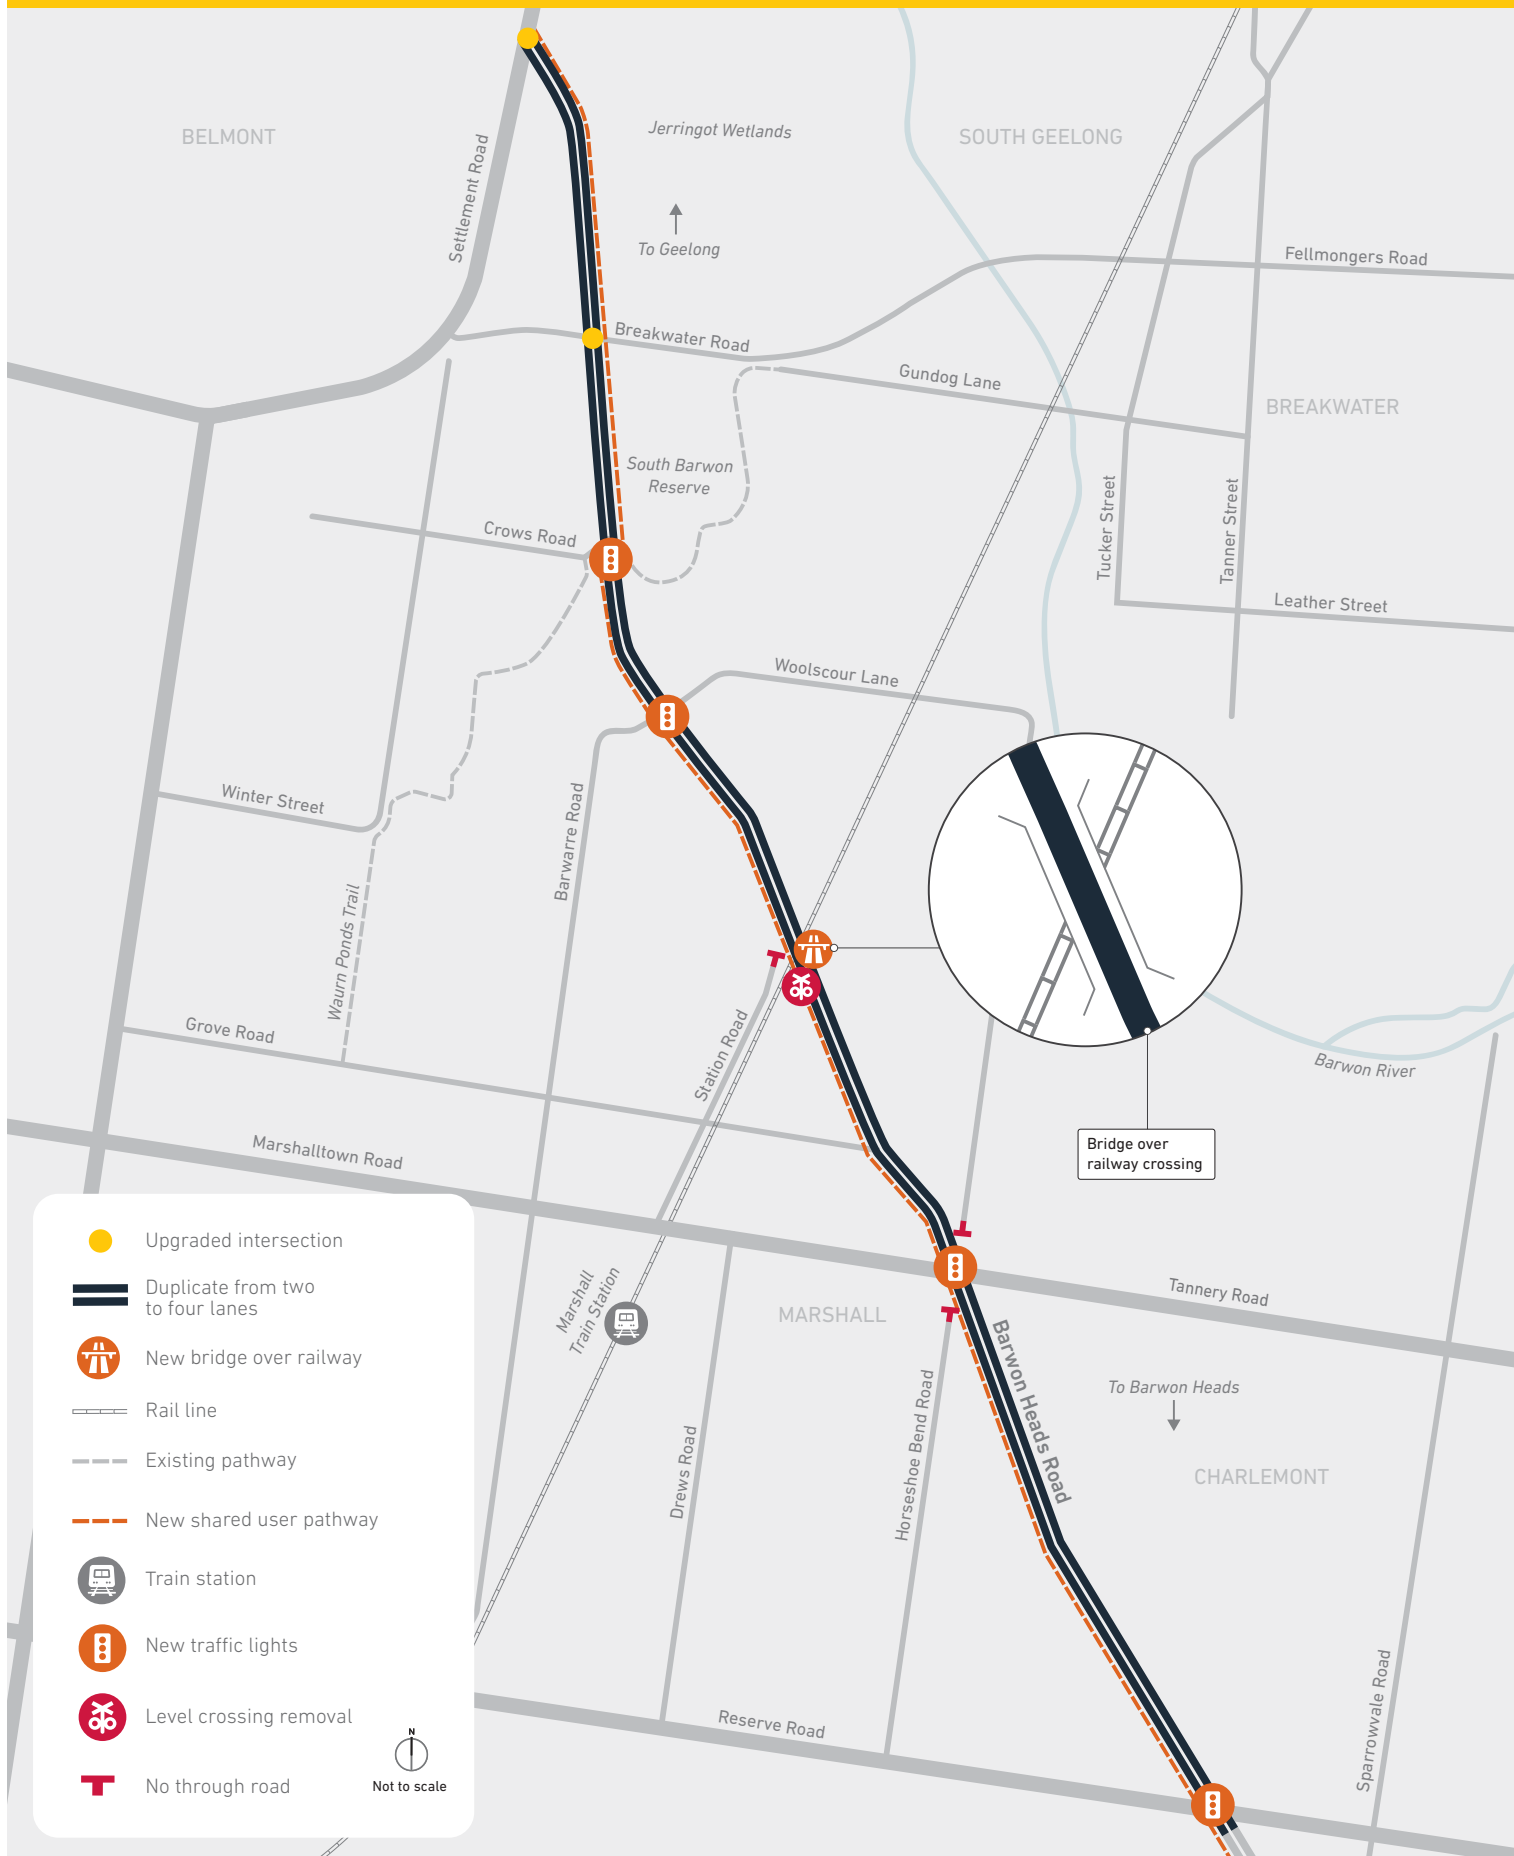 BELMONT
Jerringot Wetlands
SOUTH GEELONG
Settlement Road
To Geelong
Fellmongers Road
Breakwater Road
Gundog Lane
BREAKWATER
South Barwon
Reserve
Crows Road
Tucker Street
Tanner Street
Leather Street
Woolscour Lane
Winter Street
Barwarre Road
Waurn Ponds Trail
Grove Road
Station Road
Barwon River
Bridge over
railway crossing
Marshalltown Road
Marshall
Train Station
MARSHALL
Tannery Road
Barwon Heads Road
To Barwon Heads
Drews Road
Horseshoe Bend Road
CHARLEMONT
Sparrowvale Road
Reserve Road
Upgraded intersection
Duplicate from two
to four lanes
New bridge over railway
Rail line
Existing pathway
New shared user pathway
Train station
New traffic lights
Level crossing removal
No through road
N
Not to scale